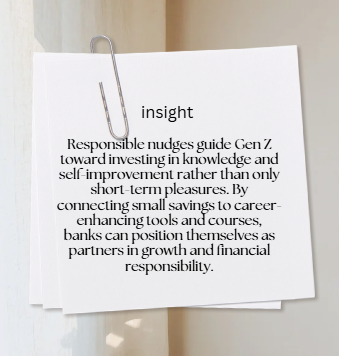 insight
Responsible nudges guide Gen Z
toward investing in knowledge and
self-improvement rather than only
short-term pleasures. By
connecting small savings to career-
enhancing tools and courses,
banks can position themselves as
partners in growth and financial
responsibility.